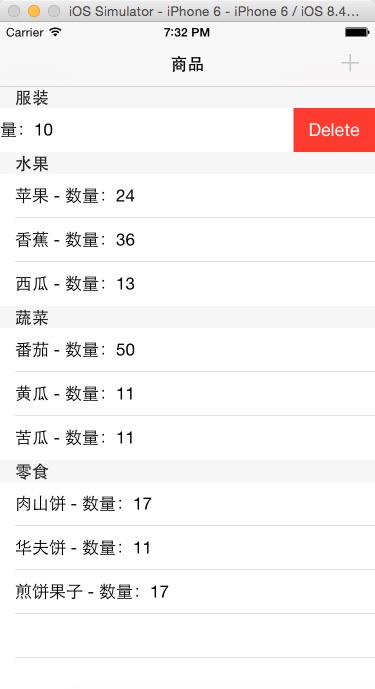 iOS Simulator - iPhone 6 - iPhone 6 / iOS 8.4...
Carrer 7:32 PM
商品
服装
量：10 Delete
水果
苹果 - 数量：24
香蕉 - 数量：36
西瓜 - 数量：13
蔬菜
番茄 - 数量：50
黄瓜 - 数量：11
苦瓜 - 数量：11
零食
肉山饼 - 数量：17
华夫饼 - 数量：11
煎饼果子 - 数量：17